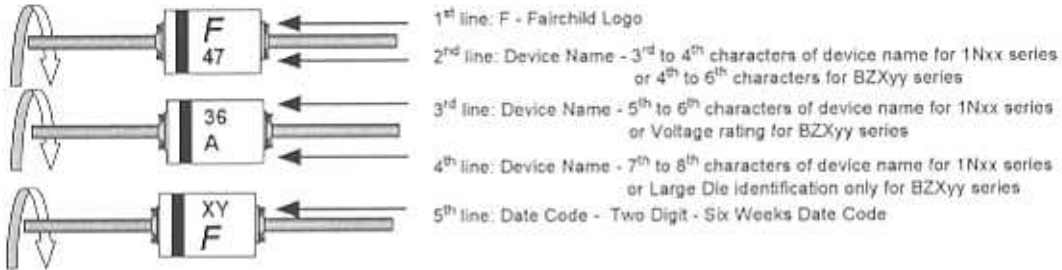 F
47
36
A
XY
F
1st line: F - Fairchild Logo
2nd line: Device Name - 3rd to 4th characters of device name for 1Nxx series
or 4th to 6th characters for BZXyy series
3rd line: Device Name - 5th to 6th characters of device name for 1Nxx series
or Voltage rating for BZXyy series
4th line: Device Name - 7th to 8th characters of device name for 1Nxx series
or Large Die identification only for BZXyy series
5th line: Date Code - Two Digit - Six Weeks Date Code